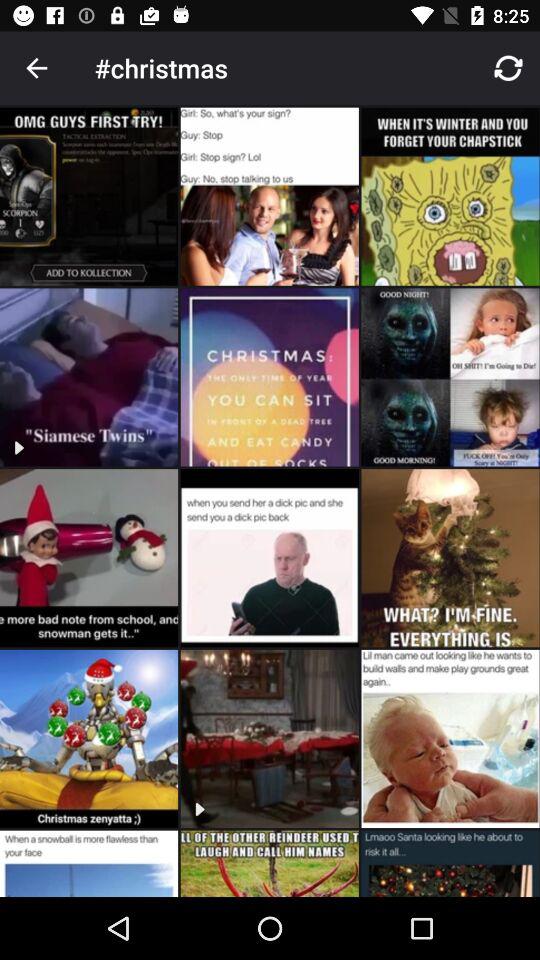 8:25
#christmas
OMG GUYS FIRST TRY!
TACTICAL EXTRACTION
SCORPION
ADD TO KOLLECTION
Girl: So, what's your sign?
Guy: Stop
Girl: Stop sign? Lol
Guy: No, stop talking to us
WHEN IT'S WINTER AND YOU
FORGET YOUR CHAPSTICK
"Siamese Twins"
CHRISTMAS:
THE ONLY TIME OF YEAR
YOU CAN SIT
IN FRONT OF A DEAD TREE
AND EAT CANDY
OUT OF SOCKS
GOOD NIGHT!
OH SHIT! I'm Going to Die!
GOOD MORNING!
FUCK OFF! You're Only
Scary at NIGHT!
e more bad note from school, and
snowman gets it.."
when you send her a dick pic and she
send you a dick pic back
WHAT? I'M FINE.
EVERYTHING IS
Christmas zenyatta ;)
Lil man came out looking like he wants to
build walls and make play grounds great
again..
When a snowball is more flawless than
your face
LL OF THE OTHER REINDEER USED T
LAUGH AND CALL HIM NAMES
Lmaoo Santa looking like he about to
risk it all...